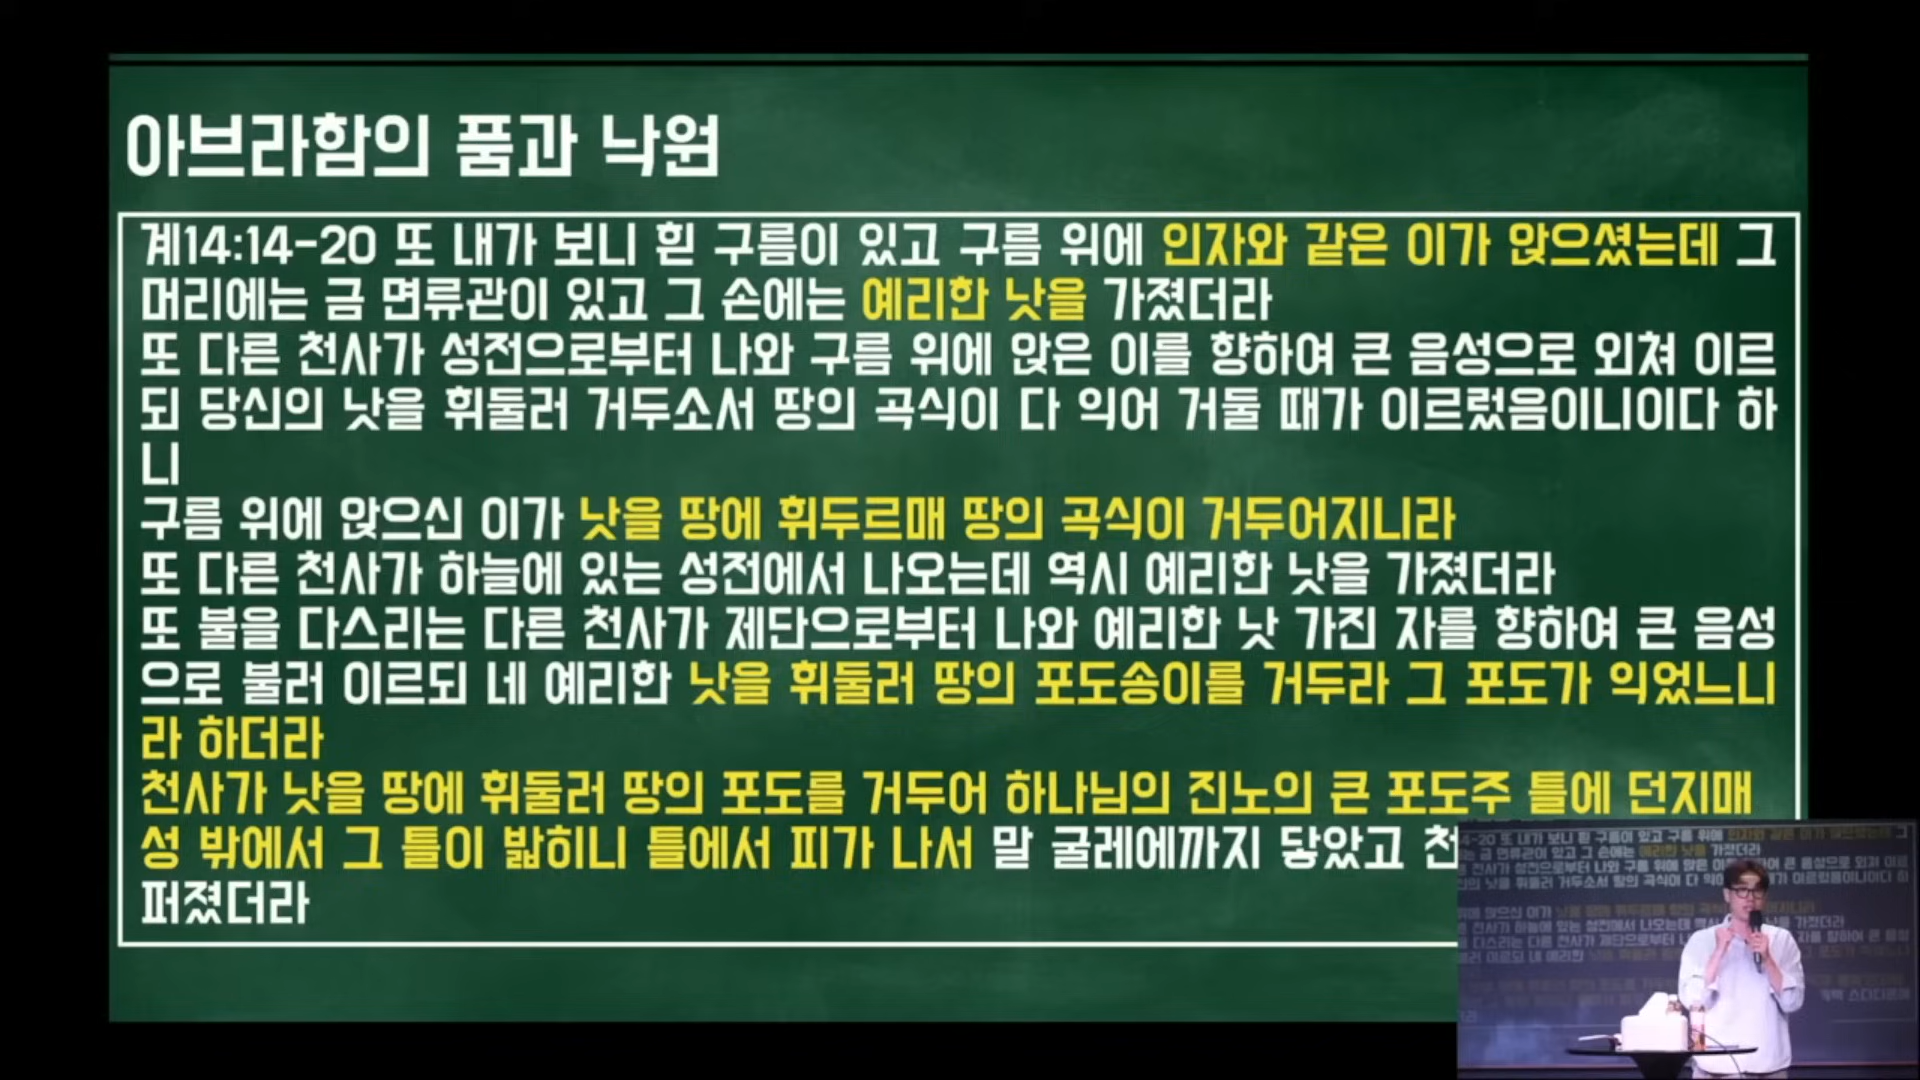 아브라함의 품과 낙원
계14:14-20 또 내가 보니 흰 구름이 있고 구름 위에 인자와 같은 이가 앉으셨는데 그
머리에는 금 면류관이 있고 그 손에는 예리한 낫을 가졌더라
또 다른 천사가 성전으로부터 나와 구름 위에 앉은 이를 향하여 큰 음성으로 외쳐 이르
되 당신의 낫을 휘둘러 거두소서 땅의 곡식이 다 익어 거둘 때가 이르렀음이니이다 하
니
구름 위에 앉으신 이가 낫을 땅에 휘두르매 땅의 곡식이 거두어지니라
또 다른 천사가 하늘에 있는 성전에서 나오는데 역시 예리한 낫을 가졌더라
또 불을 다스리는 다른 천사가 제단으로부터 나와 예리한 낫 가진 자를 향하여 큰 음성
으로 불러 이르되 네 예리한 낫을 휘둘러 땅의 포도송이를 거두라 그 포도가 익었느니
라 하더라
천사가 낫을 땅에 휘둘러 땅의 포도를 거두어 하나님의 진노의 큰 포도주 틀에 던지매
성 밖에서 그 틀이 밟히니 틀에서 피가 나서 말 굴레에까지 닿았고 천
퍼졌더라